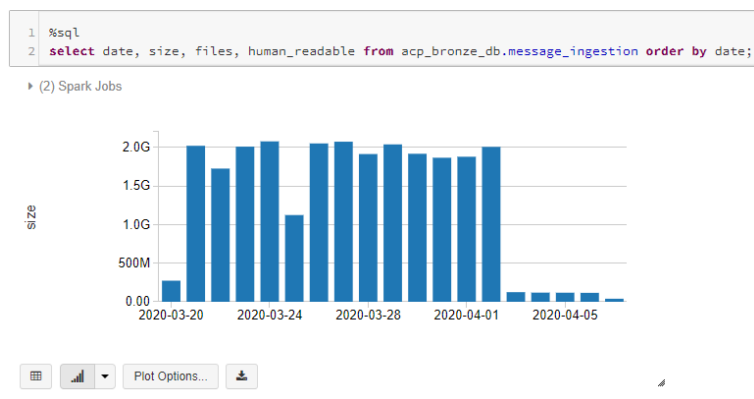 1 %sql
2 select date, size, files, human_readable from acp_bronze_db.message_ingestion order by date;
(2) Spark Jobs
2.0G
1.5G
1.0G
500M
0.00
size
2020-03-20 2020-03-24 2020-03-28 2020-04-01 2020-04-05
Plot Options...